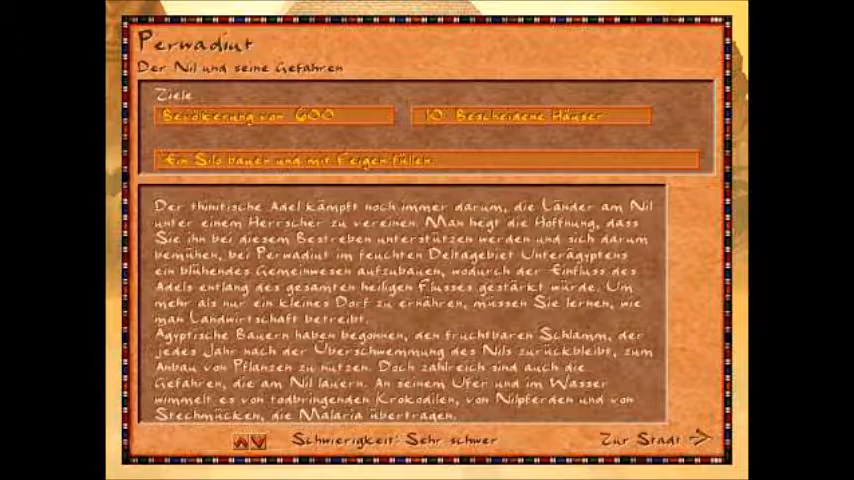 Perwadjut
Der Nil und seine Gefahren
Ziele
Bevölkerung von 600
10 Bescheidene Häuser
Ein Silo bauen und mit Feigen füllen.
Der thinitische Adel kämpft noch immer darum, die Länder am Nil
unter einem Herrscher zu vereinen. Man hegt die Hoffnung, dass
Sie ihn bei diesem Bestreben unterstützen werden und sich darum
bemühen, bei Perwadjut im feuchten Deltagebiet Unterägyptens
ein blühendes Gemeinwesen aufzubauen, wodurch der Einfluss des
Adels entlang des gesamten heiligen Flusses gestärkt würde. Um
mehr als nur ein kleines Dorf zu ernähren, müssen Sie lernen, wie
man Landwirtschaft betreibt.
Ägyptische Bauern haben begonnen, den fruchtbaren Schlamm, der
jedes Jahr nach der Überschwemmung des Nils zurückbleibt, zum
Anbau von Pflanzen zu nutzen. Doch zahlreich sind auch die
Gefahren, die am Nil lauern. An seinem Ufer und im Wasser
wimmelt es von todbringenden Krokodilen, von Nilpferden und von
Stechmücken, die Malaria übertragen.
Schwierigkeit: Sehr schwer
Zur Stadt